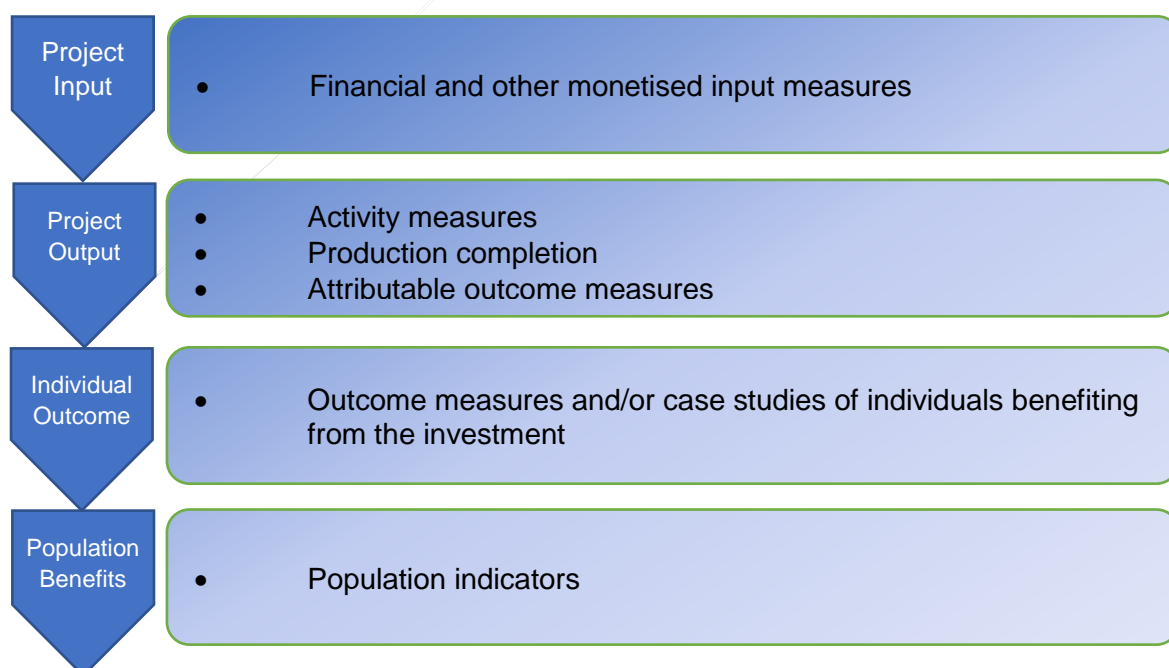 Project
Input
• Financial and other monetised input measures
Project
Output
• Activity measures
• Production completion
• Attributable outcome measures
Individual
Outcome
• Outcome measures and/or case studies of individuals benefiting
from the investment
Population
Benefits
• Population indicators